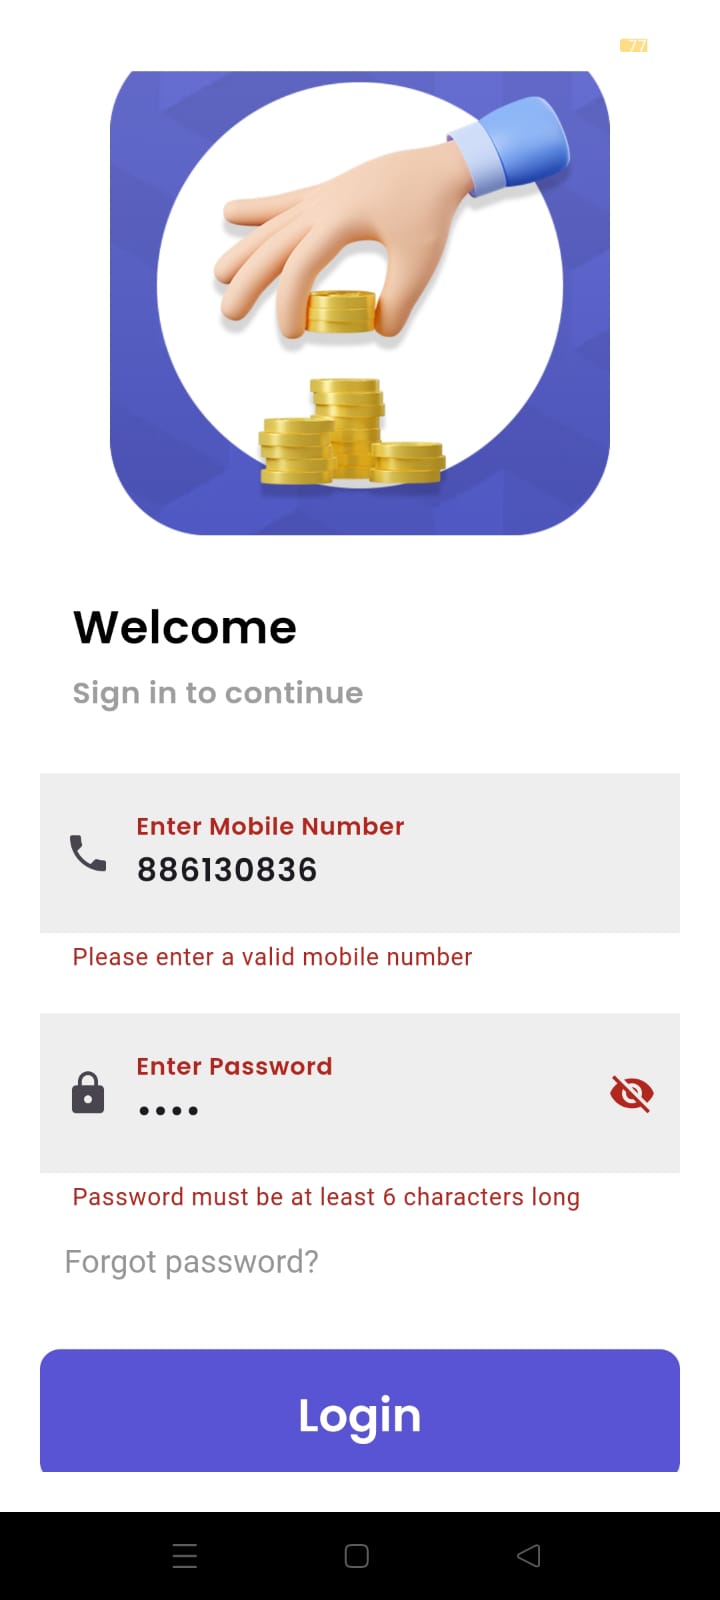 77
Welcome
Sign in to continue
Enter Mobile Number
886130836
Please enter a valid mobile number
Enter Password
••••
Password must be at least 6 characters long
Forgot password?
Login